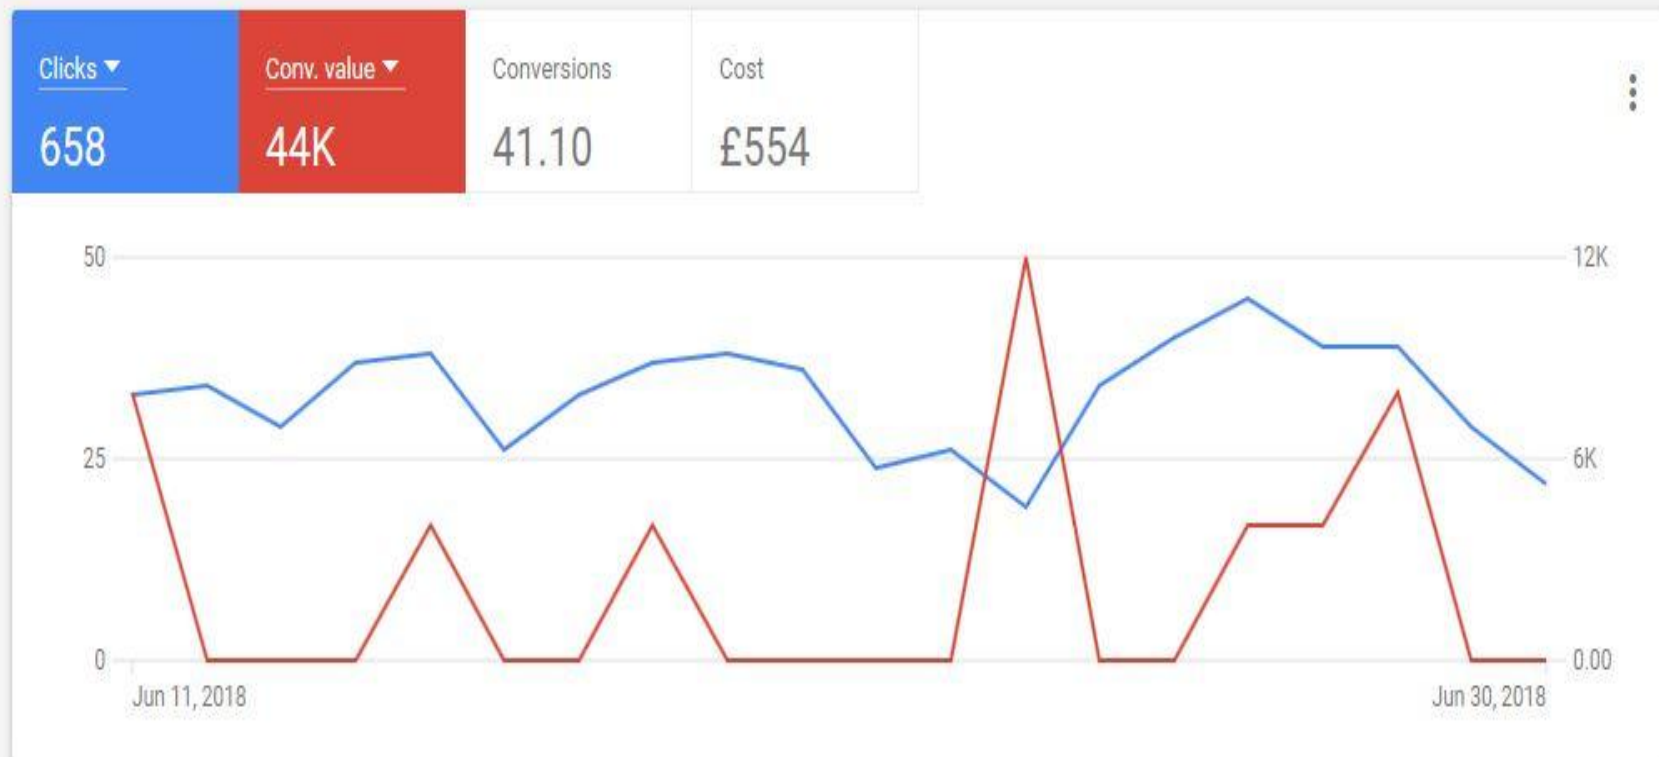 Clicks
Conv. value
Conversions
Cost
658
44K
41.10
£554
50
12K
25
6K
0
0.00
Jun 11, 2018
Jun 30, 2018